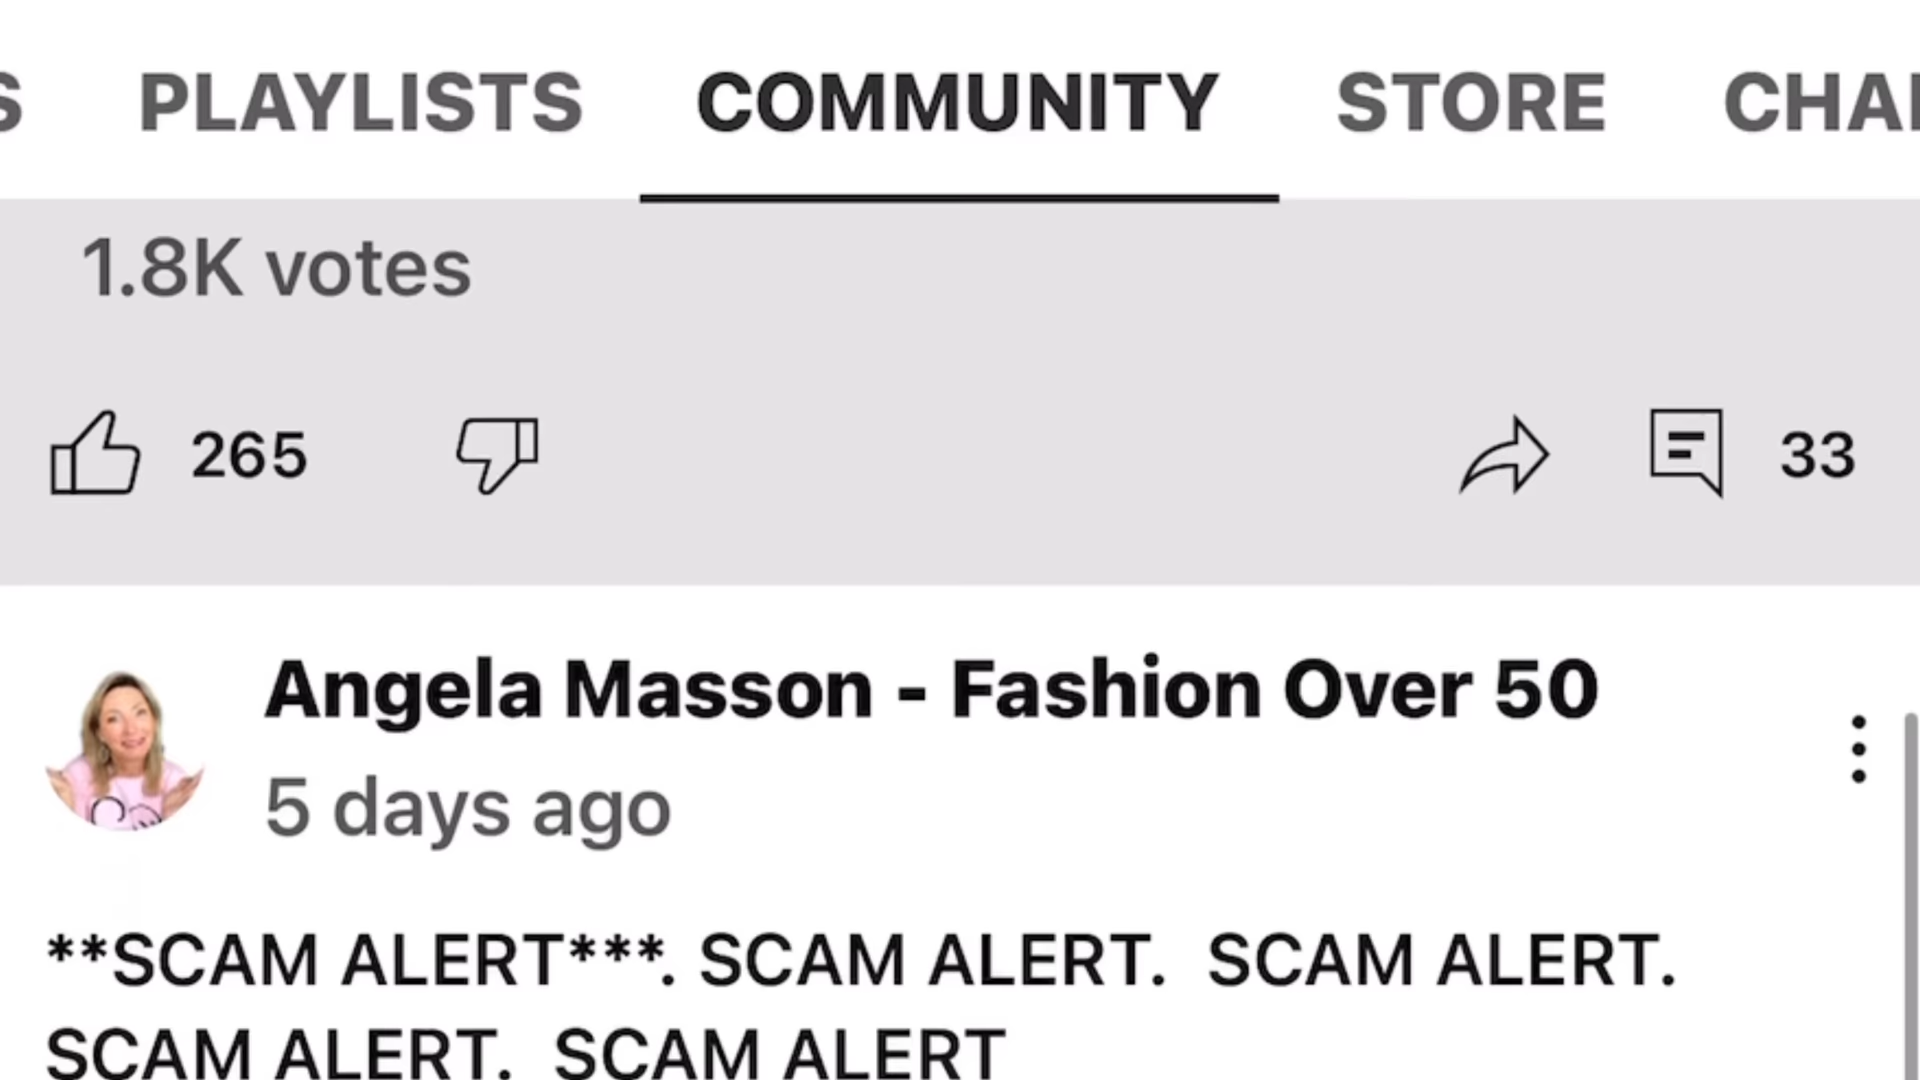 S PLAYLISTS COMMUNITY STORE CHA
1.8K votes
265 33
Angela Masson - Fashion Over 50
5 days ago
**SCAM ALERT***. SCAM ALERT.  SCAM ALERT.
SCAM ALERT.  SCAM ALERT